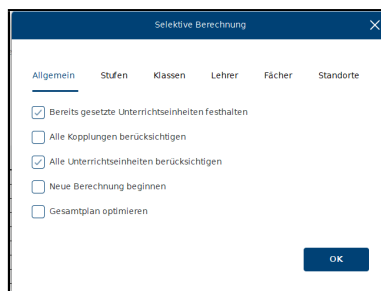 Selektive Berechnung
Allgemein Stufen Klassen Lehrer Fächer Standorte
Bereits gesetzte Unterrichtseinheiten festhalten
Alle Kopplungen berücksichtigen
Alle Unterrichtseinheiten berücksichtigen
Neue Berechnung beginnen
Gesamtplan optimieren
OK